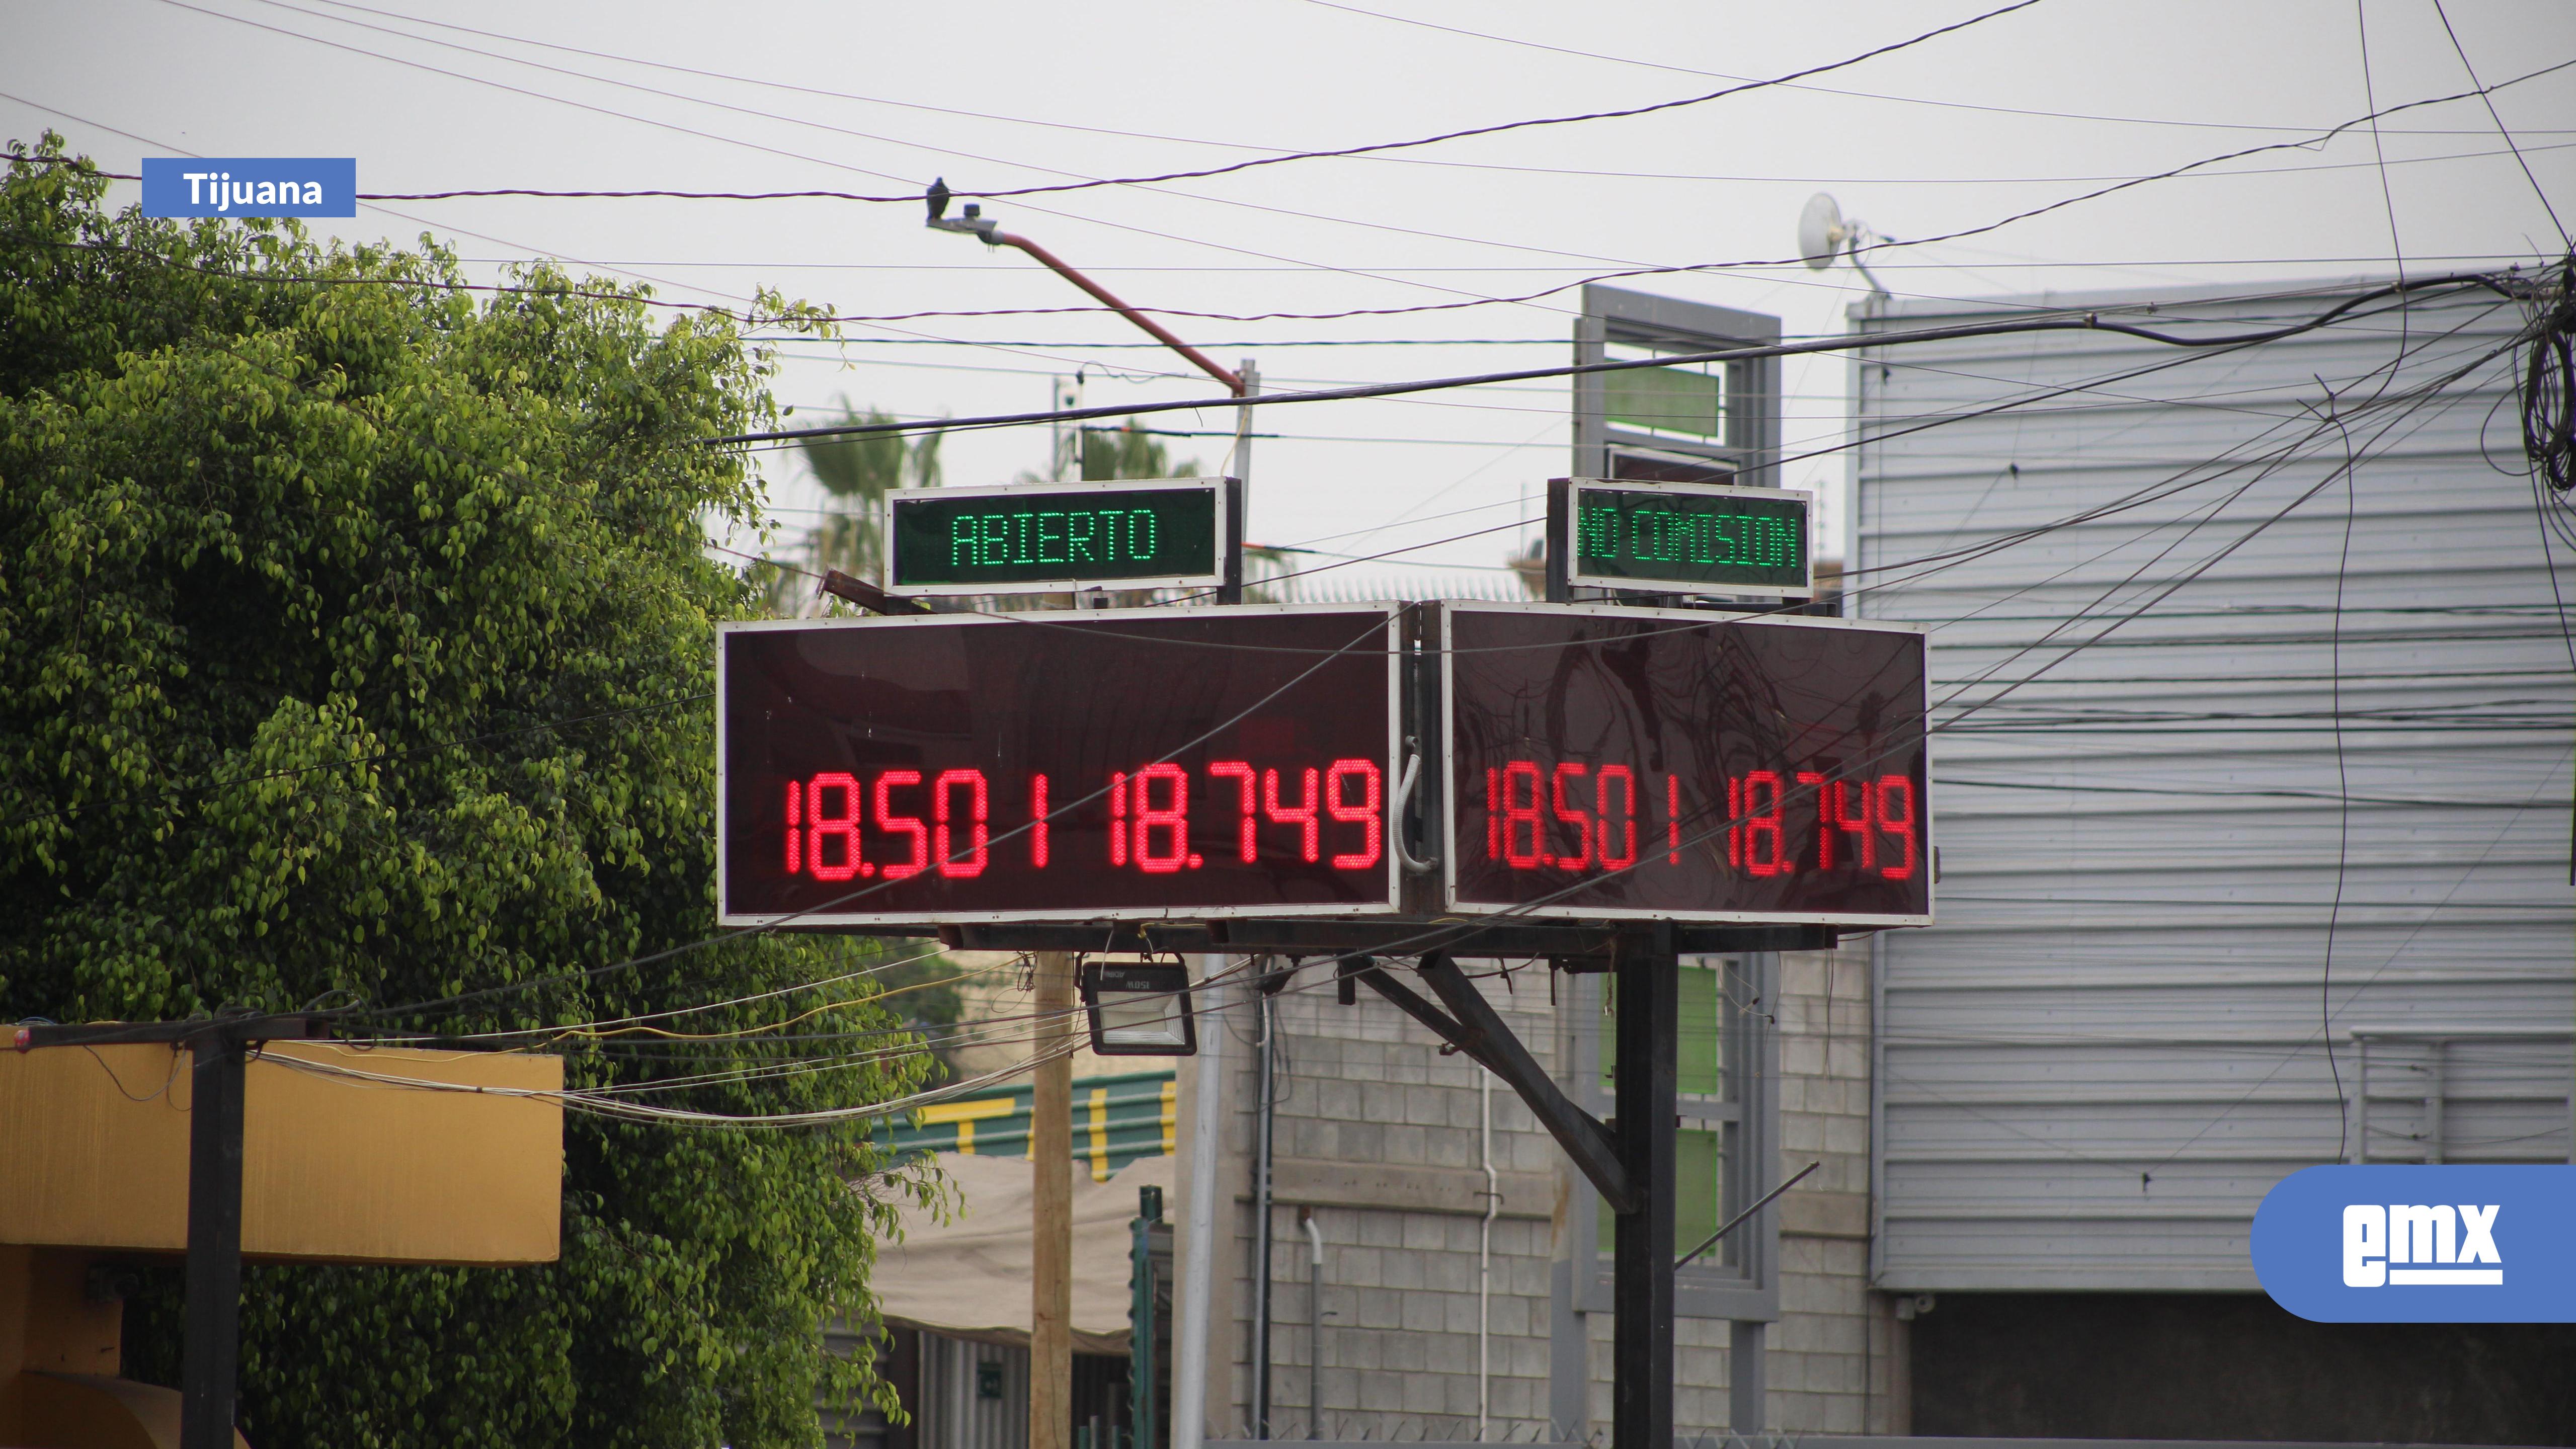 Tijuana
ABIERTO
NO COMISION
18.50 | 18.749
18.50 | 18.749
emx